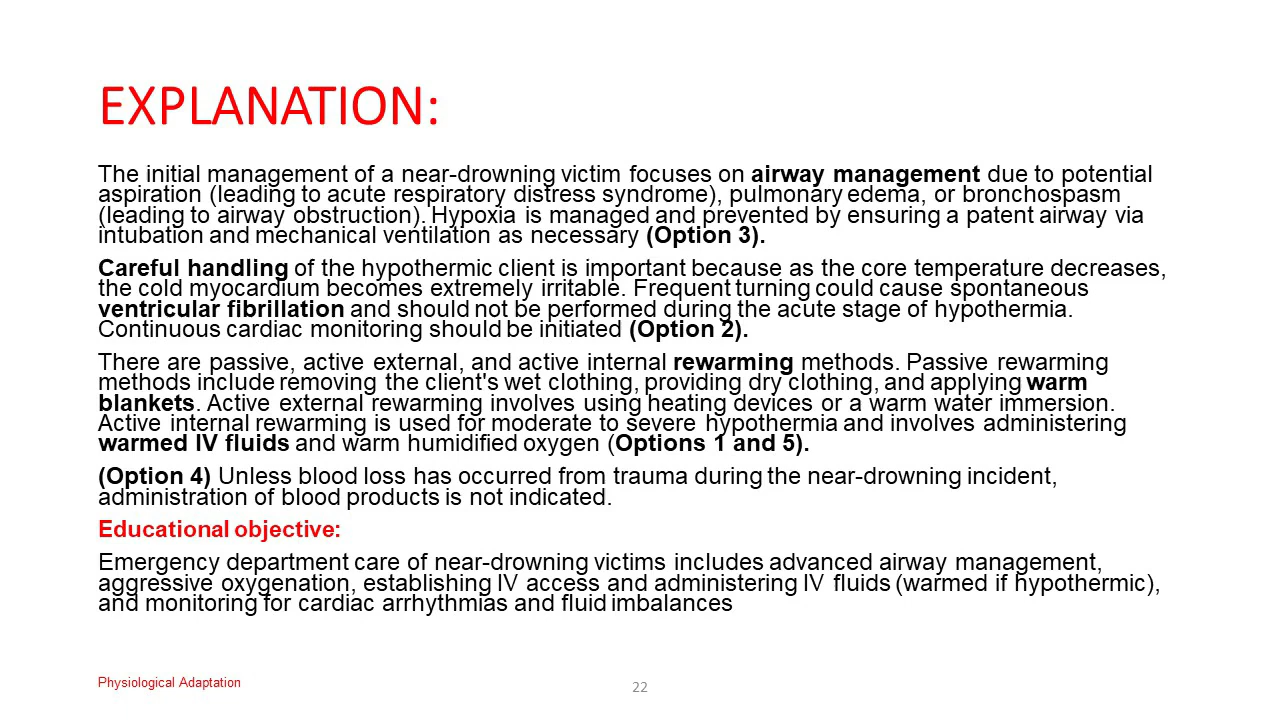 EXPLANATION:
The initial management of a near-drowning victim focuses on airway management due to potential
aspiration (leading to acute respiratory distress syndrome), pulmonary edema, or bronchospasm
(leading to airway obstruction). Hypoxia is managed and prevented by ensuring a patent airway via
intubation and mechanical ventilation as necessary (Option 3).
Careful handling of the hypothermic client is important because as the core temperature decreases,
the cold myocardium becomes extremely irritable. Frequent turning could cause spontaneous
ventricular fibrillation and should not be performed during the acute stage of hypothermia.
Continuous cardiac monitoring should be initiated (Option 2).
There are passive, active external, and active internal rewarming methods. Passive rewarming
methods include removing the client's wet clothing, providing dry clothing, and applying warm
blankets. Active external rewarming involves using heating devices or a warm water immersion.
Active internal rewarming is used for moderate to severe hypothermia and involves administering
warmed IV fluids and warm humidified oxygen (Options 1 and 5).
(Option 4) Unless blood loss has occurred from trauma during the near-drowning incident,
administration of blood products is not indicated.
Educational objective:
Emergency department care of near-drowning victims includes advanced airway management,
aggressive oxygenation, establishing IV access and administering IV fluids (warmed if hypothermic),
and monitoring for cardiac arrhythmias and fluid imbalances
Physiological Adaptation
22